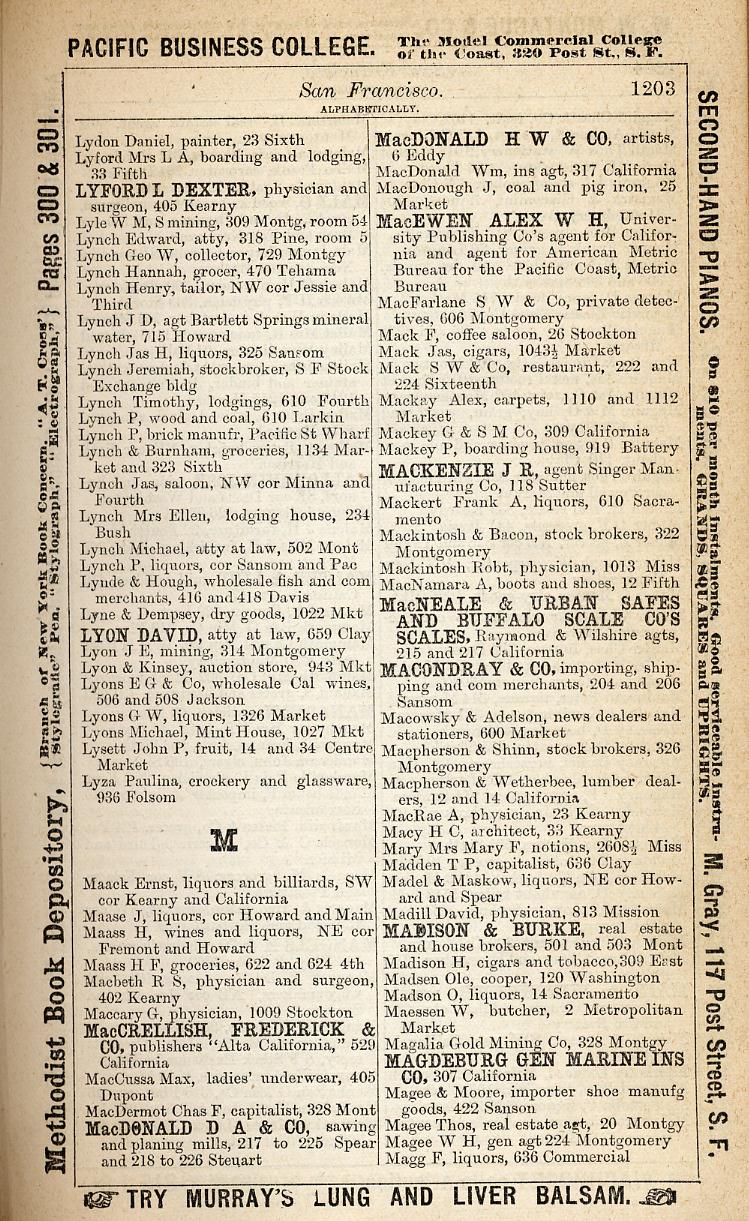 PACIFIC BUSINESS COLLEGE. The Model Commercial College
of the Coast, 320 Post St., S. F.
San Francisco. 1203
ALPHABETICALLY.
Lydon Daniel, painter, 23 Sixth
Lyford Mrs L A, boarding and lodging,
33 Fifth
LYFORD L DEXTER, physician and
surgeon, 405 Kearny
Lyle W M, S mining, 309 Montg, room 54
Lynch Edward, atty, 318 Pine, room 5
Lynch Geo W, collector, 729 Montgy
Lynch Hannah, grocer, 470 Tehama
Lynch Henry, tailor, NW cor Jessie and
Third
Lynch J D, agt Bartlett Springs mineral
water, 715 Howard
Lynch Jas H, liquors, 325 Sansom
Lynch Jeremiah, stockbroker, S F Stock
Exchange bldg
Lynch Timothy, lodgings, 610 Fourth
Lynch P, wood and coal, 610 Larkin
Lynch P, brick manufr, Pacific St Wharf
Lynch & Burnham, groceries, 1134 Mar-
ket and 323 Sixth
Lynch Jas, saloon, NW cor Minna and
Fourth
Lynch Mrs Ellen, lodging house, 234
Bush
Lynch Michael, atty at law, 502 Mont
Lynch P, liquors, cor Sansom and Pac
Lynde & Hough, wholesale fish and com
merchants, 416 and 418 Davis
Lyne & Dempsey, dry goods, 1022 Mkt
LYON DAVID, atty at law, 659 Clay
Lyon J E, mining, 314 Montgomery
Lyon & Kinsey, auction store, 943 Mkt
Lyons E G & Co, wholesale Cal wines,
506 and 508 Jackson
Lyons G W, liquors, 1326 Market
Lyons Michael, Mint House, 1027 Mkt
Lysett John P, fruit, 14 and 34 Centre
Market
Lyza Paulina, crockery and glassware,
936 Folsom
M
Maack Ernst, liquors and billiards, SW
cor Kearny and California
Maase J, liquors, cor Howard and Main
Maass H, wines and liquors, NE cor
Fremont and Howard
Maass H F, groceries, 622 and 624 4th
Macbeth R S, physician and surgeon,
402 Kearny
Maccary G, physician, 1009 Stockton
MacCRELLISH, FREDERICK &
CO, publishers "Alta California," 529
California
MacCussa Max, ladies' underwear, 405
Dupont
MacDermot Chas F, capitalist, 328 Mont
MacDONALD D A & CO, sawing
and planing mills, 217 to 225 Spear
and 218 to 226 Steuart
MacDONALD H W & CO, artists,
6 Eddy
MacDonald Wm, ins agt, 317 California
MacDonough J, coal and pig iron, 25
Market
MacEWEN ALEX W H, Univer-
sity Publishing Co's agent for Califor-
nia and agent for American Metric
Bureau for the Pacific Coast, Metric
Bureau
MacFarlane S W & Co, private detec-
tives, 606 Montgomery
Mack F, coffee saloon, 26 Stockton
Mack Jas, cigars, 1043½ Market
Mack S W & Co, restaurant, 222 and
224 Sixteenth
Mackay Alex, carpets, 1110 and 1112
Market
Mackey G & S M Co, 309 California
Mackey P, boarding house, 919 Battery
MACKENZIE J R, agent Singer Man-
ufacturing Co, 118 Sutter
Mackert Frank A, liquors, 610 Sacra-
mento
Mackintosh & Bacon, stock brokers, 322
Montgomery
Mackintosh Robt, physician, 1013 Miss
MacNamara A, boots and shoes, 12 Fifth
MacNEALE & URBAN SAFES
AND BUFFALO SCALE CO'S
SCALES, Raymond & Wilshire agts,
215 and 217 California
MACONDRAY & CO, importing, ship-
ping and com merchants, 204 and 206
Sansom
Macowsky & Adelson, news dealers and
stationers, 600 Market
Macpherson & Shinn, stock brokers, 326
Montgomery
Macpherson & Wetherbee, lumber deal-
ers, 12 and 14 California
MacRae A, physician, 23 Kearny
Macy H C, architect, 33 Kearny
Mary Mrs Mary F, notions, 2608½ Miss
Madden T P, capitalist, 636 Clay
Madel & Maskow, liquors, NE cor How-
ard and Spear
Madill David, physician, 813 Mission
MADISON & BURKE, real estate
and house brokers, 501 and 503 Mont
Madison H, cigars and tobacco, 309 East
Madsen Ole, cooper, 120 Washington
Madson O, liquors, 14 Sacramento
Maessen W, butcher, 2 Metropolitan
Market
Magalia Gold Mining Co, 328 Montgy
MAGDEBURG GEN MARINE INS
CO, 307 California
Magee & Moore, importer shoe manufg
goods, 422 Sanson
Magee Thos, real estate agt, 20 Montgy
Magee W H, gen agt 224 Montgomery
Magg F, liquors, 636 Commercial
Methodist Book Depository, {Branch of New York Book Concern. "A. T. Cross'} Pages 300 & 301.
{"Stylegrafic" Pen. "Stylograph," "Electrograph,"}
SECOND-HAND PIANOS. On $10 per month Instalments. Good serviceable Instru-
ments. GRANDS, SQUARES and UPRIGHTS. M. Gray, 117 Post Street, S. F.
TRY MURRAY'S LUNG AND LIVER BALSAM.